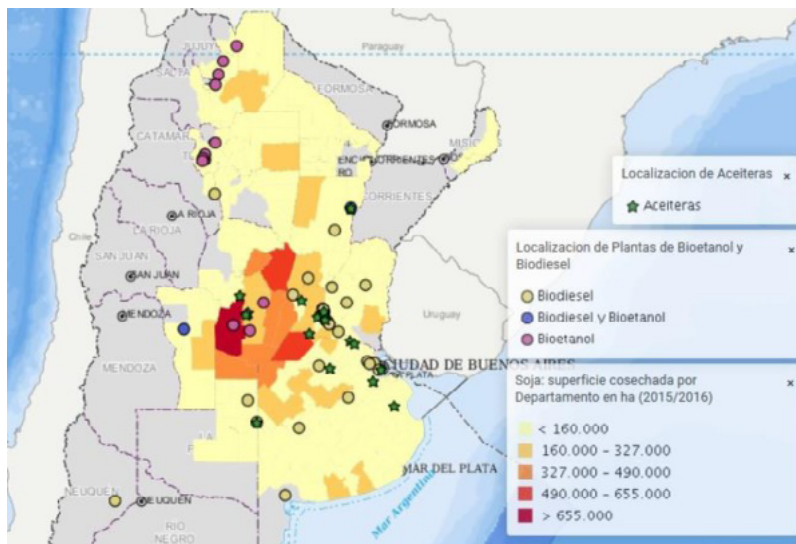 JUJUY
Paraguay
SALTA
FORMOSA
FORMOSA
CATAMAR
MISI
CORRIENTES
CORRIENTES
LA RIOJA
LA RIOJA
Chile
SAN JUAN
SAN JUAN
MENDOZA
MENDOZA
Uruguay
CIUDAD DE BUENOS AIRES
PLATA
LA
MAR DEL PLATA
Mar Argentino
NEUQUEN
NEUQUEN
RIO
NEGRO
Localizacion de Aceiteras ×
Aceiteras
Localizacion de Plantas de Bioetanol y ×
Biodiesel
Biodiesel
Biodiesel y Bioetanol
Bioetanol
Soja: superficie cosechada por ×
Departamento en ha (2015/2016)
< 160.000
160.000 – 327.000
327.000 – 490.000
490.000 – 655.000
> 655.000